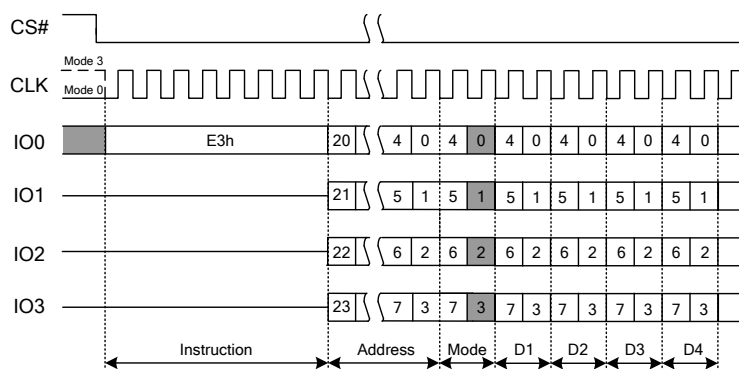 CS#
Mode 3
CLK
Mode 0
IO0 E3h 20 4 0 4 0 4 0 4 0 4 0 4 0
IO1 21 5 1 5 1 5 1 5 1 5 1 5 1
IO2 22 6 2 6 2 6 2 6 2 6 2 6 2
IO3 23 7 3 7 3 7 3 7 3 7 3 7 3
Instruction Address Mode D1 D2 D3 D4